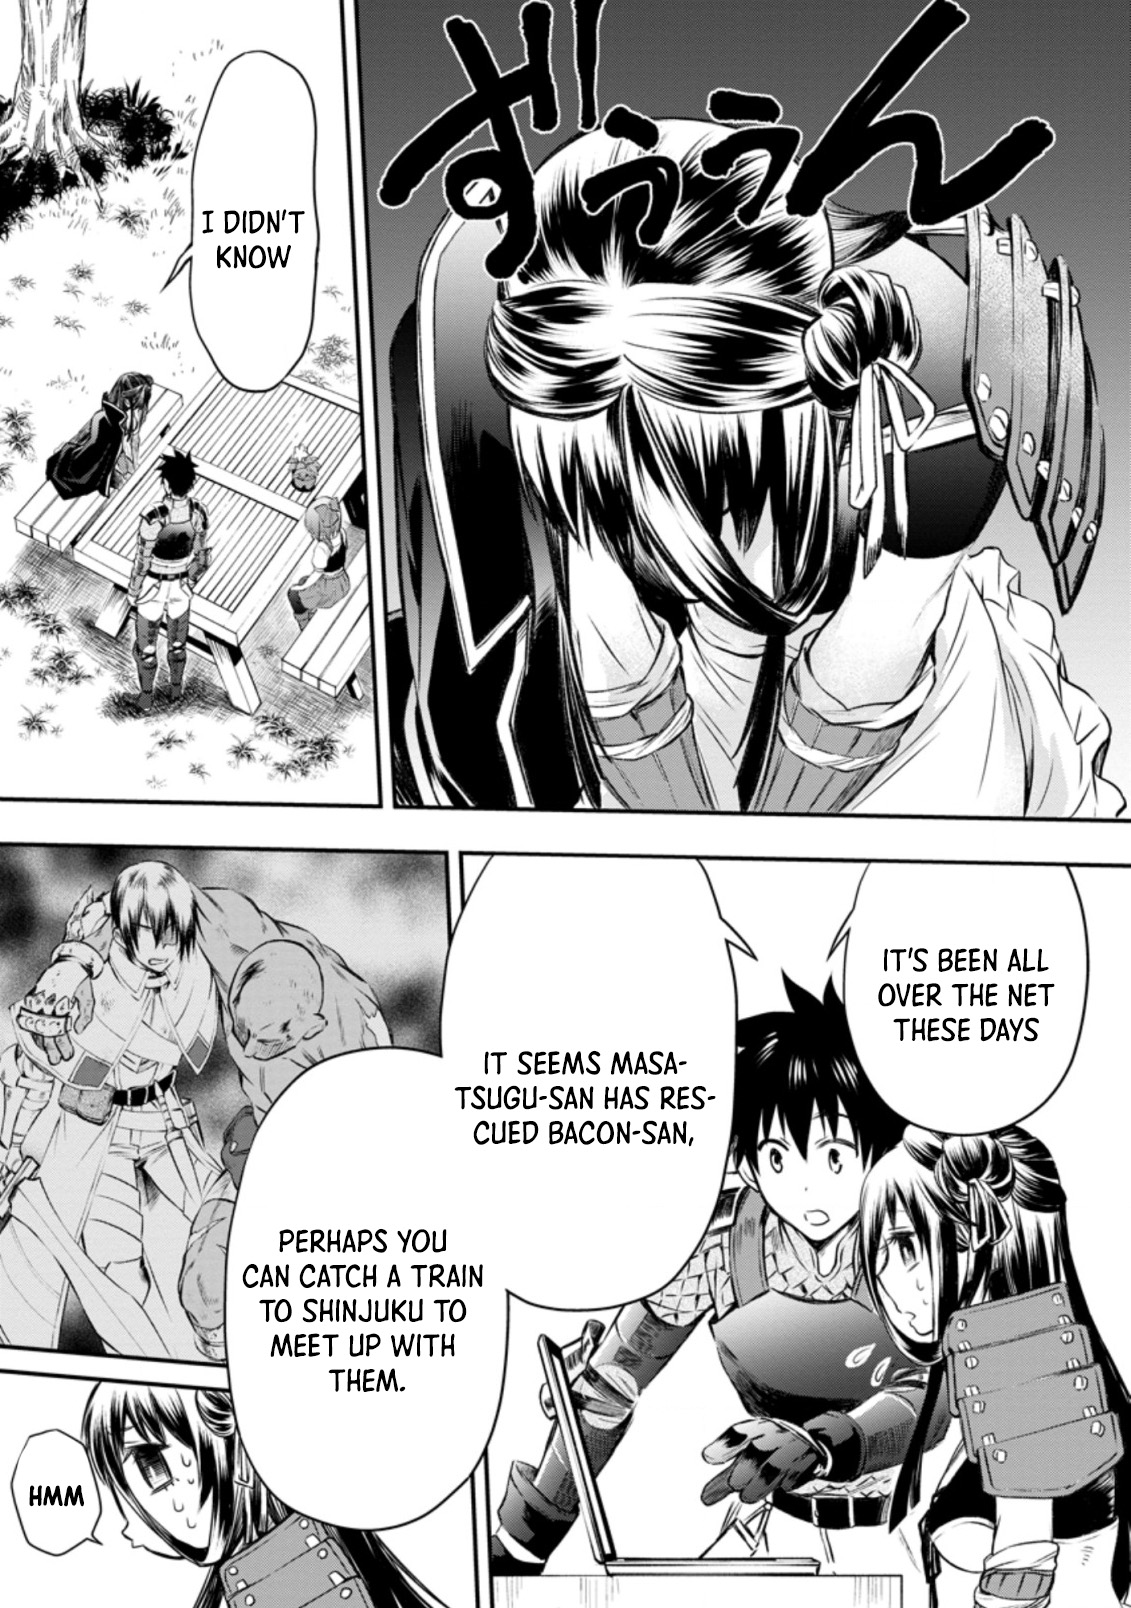 ずううん
I DIDN'T
KNOW
IT'S BEEN ALL
OVER THE NET
THESE DAYS
IT SEEMS MASA-
TSUGU-SAN HAS RES-
CUED BACON-SAN,
PERHAPS YOU
CAN CATCH A TRAIN
TO SHINJUKU TO
MEET UP WITH
THEM.
HMM